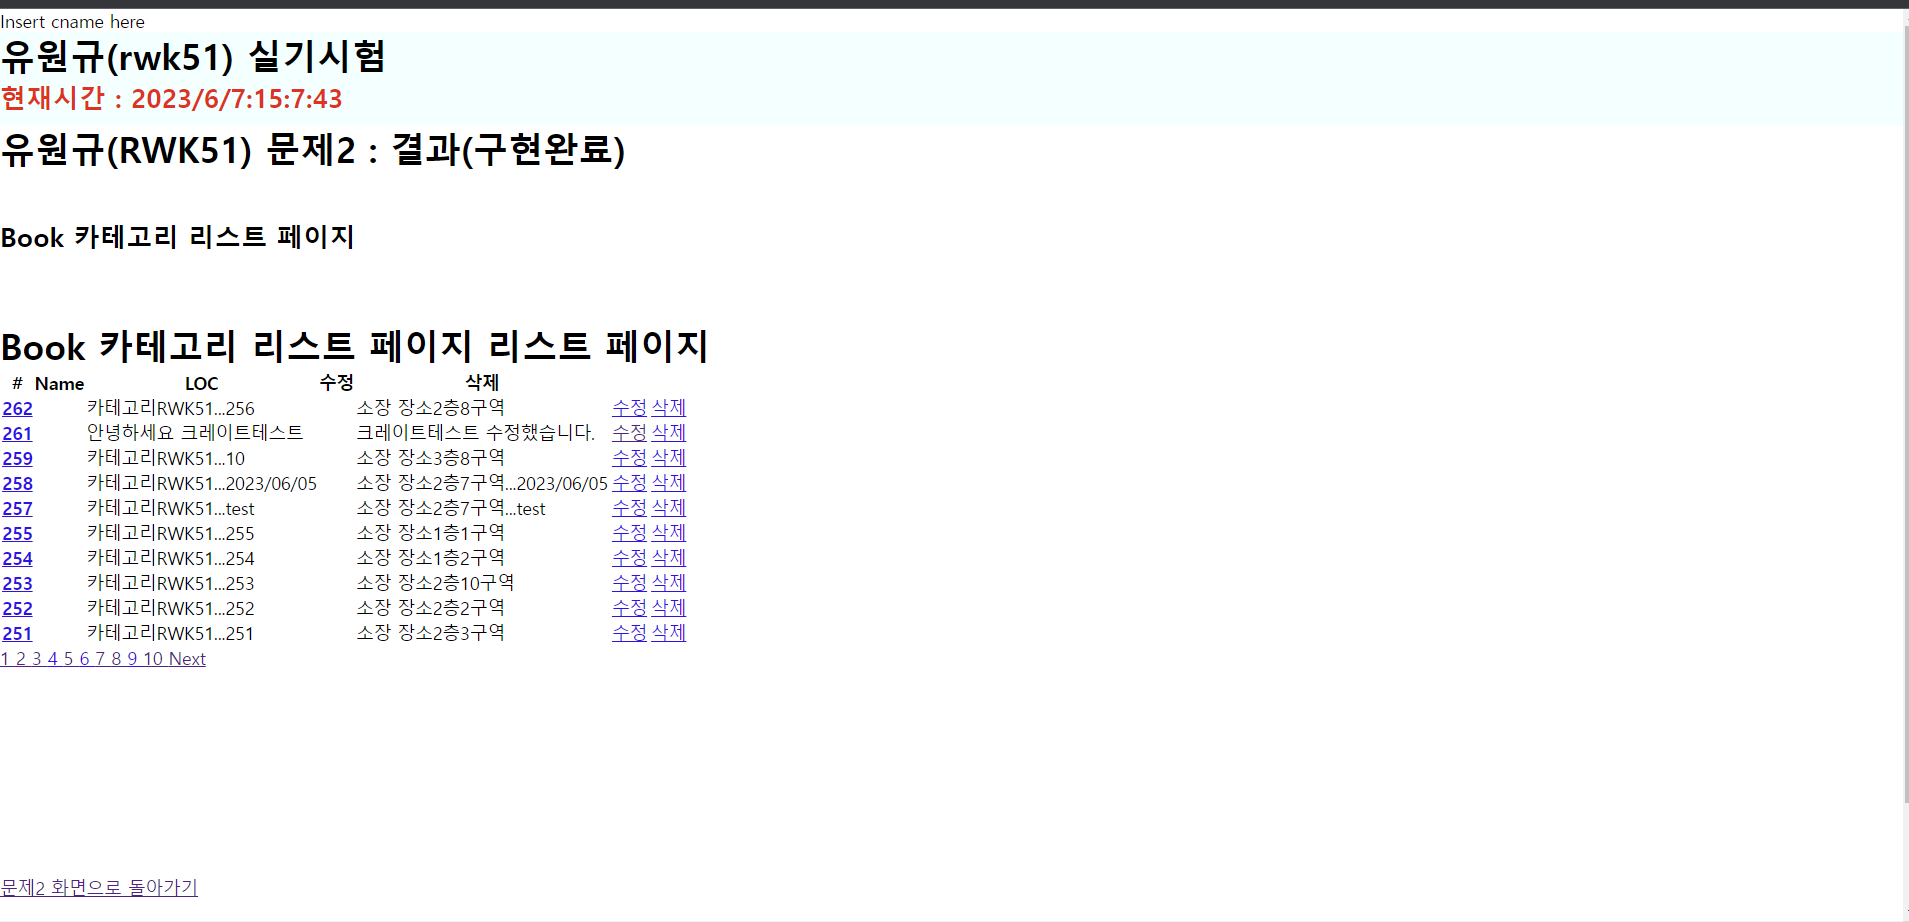 Insert cname here
유원규(rwk51) 실기시험
현재시간 : 2023/6/7:15:7:43
유원규(RWK51) 문제2 : 결과(구현완료)
Book 카테고리 리스트 페이지
Book 카테고리 리스트 페이지 리스트 페이지
# Name LOC 수정 삭제
262 카테고리RWK51...256 소장 장소2층8구역 수정 삭제
261 안녕하세요 크레이트테스트 크레이트테스트 수정했습니다. 수정 삭제
259 카테고리RWK51...10 소장 장소3층8구역 수정 삭제
258 카테고리RWK51...2023/06/05 소장 장소2층7구역...2023/06/05 수정 삭제
257 카테고리RWK51...test 소장 장소2층7구역...test 수정 삭제
255 카테고리RWK51...255 소장 장소1층1구역 수정 삭제
254 카테고리RWK51...254 소장 장소1층2구역 수정 삭제
253 카테고리RWK51...253 소장 장소2층10구역 수정 삭제
252 카테고리RWK51...252 소장 장소2층2구역 수정 삭제
251 카테고리RWK51...251 소장 장소2층3구역 수정 삭제
1 2 3 4 5 6 7 8 9 10 Next
문제2 화면으로 돌아가기